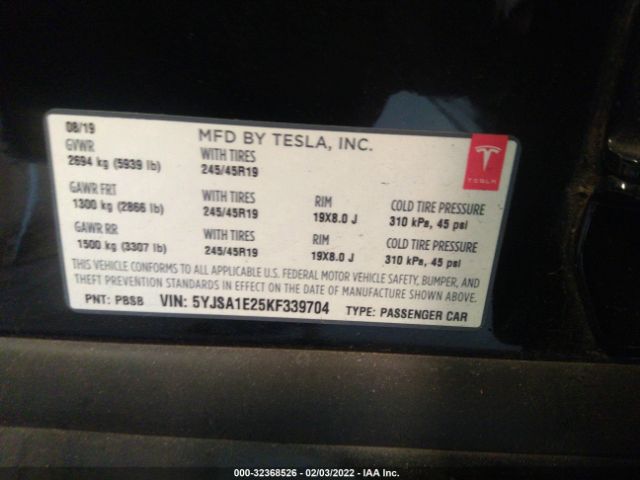 08/19
MFD BY TESLA, INC.
GVWR
2694 kg (5939 lb)
WITH TIRES
245/45R19
TESLA
GAWR FRT
1300 kg (2866 lb)
WITH TIRES
245/45R19
RIM
19X8.0 J
COLD TIRE PRESSURE
310 kPs, 45 psi
GAWR RR
1500 kg (3307 lb)
WITH TIRES
245/45R19
RIM
19X8.0 J
COLD TIRE PRESSURE
310 kPs, 45 psi
THIS VEHICLE CONFORMS TO ALL APPLICABLE U.S. FEDERAL MOTOR VEHICLE SAFETY, BUMPER, AND
THEFT PREVENTION STANDARDS IN EFFECT ON THE DATE OF MANUFACTURE SHOWN ABOVE.
PNT: PBSB VIN: 5YJSA1E25KF339704 TYPE: PASSENGER CAR
000-32368526 - 02/03/2022 - IAA Inc.